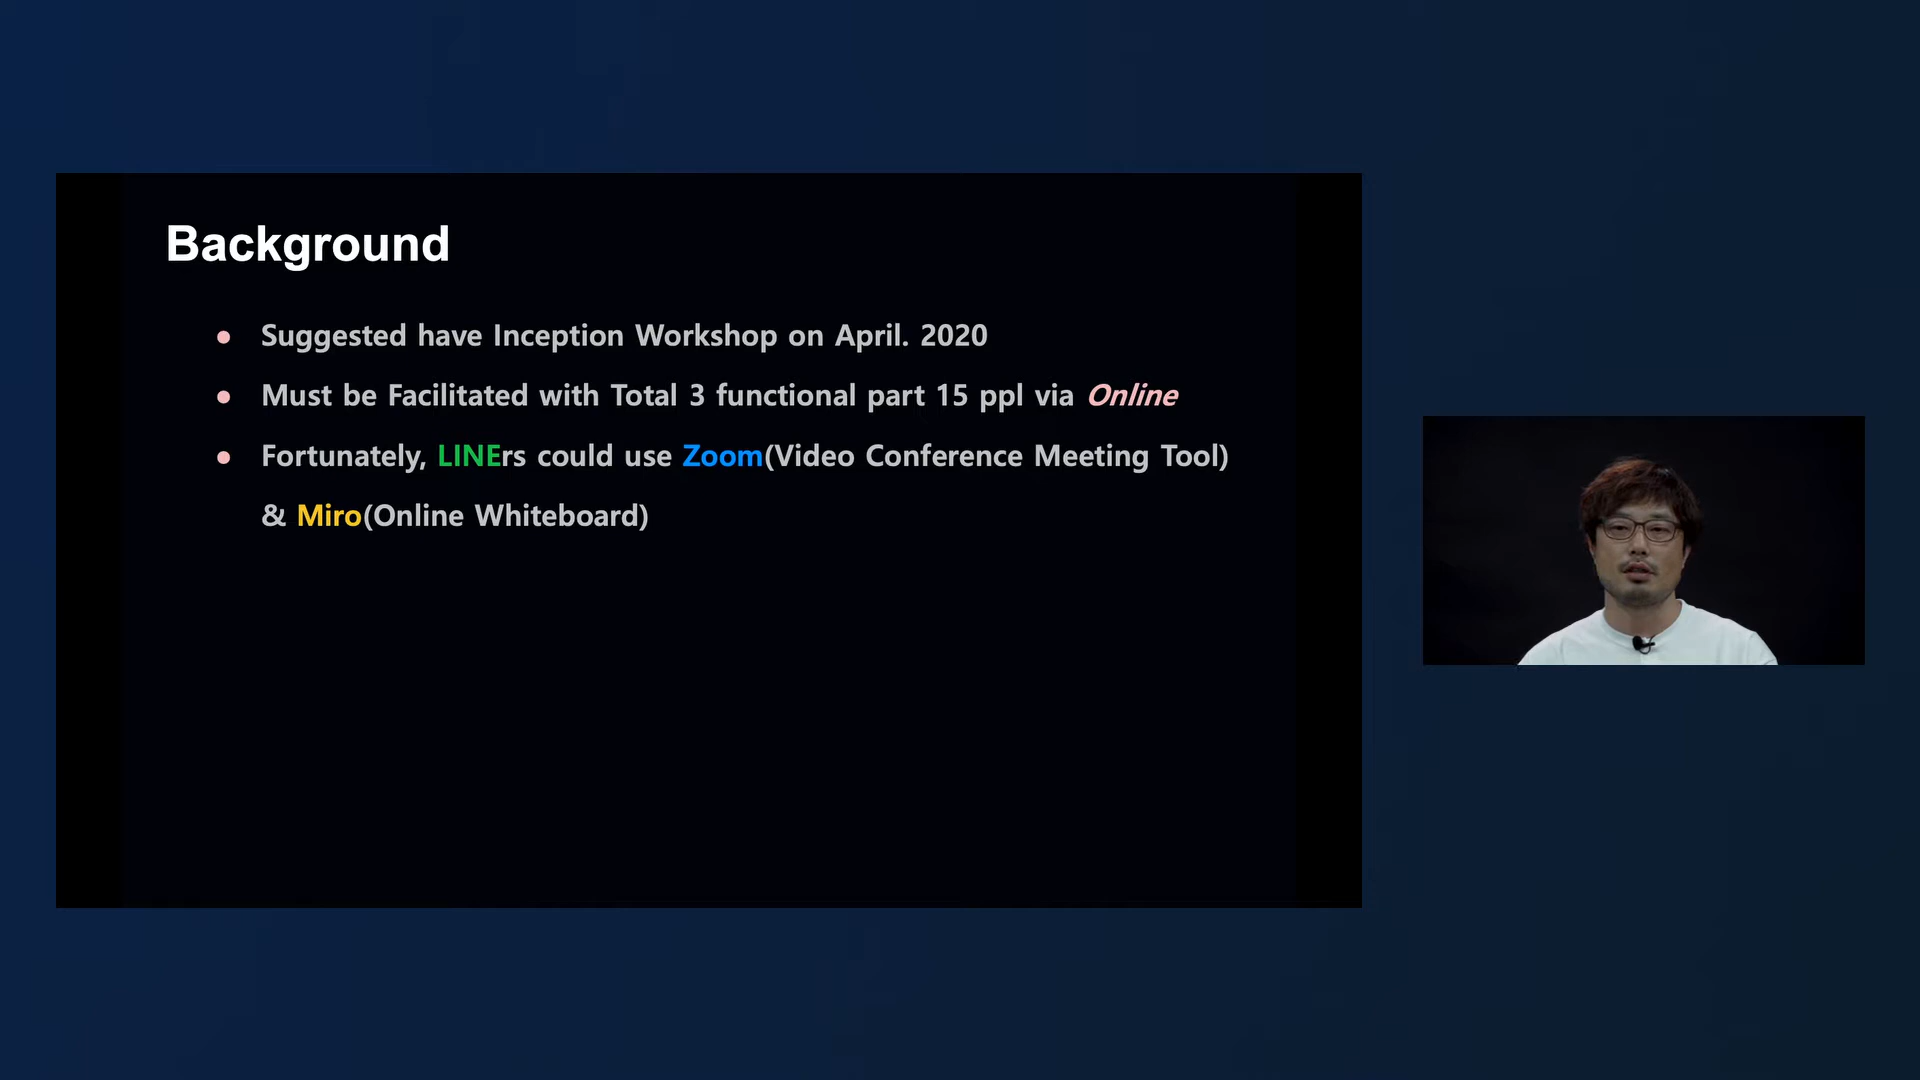 Background
● Suggested have Inception Workshop on April. 2020
● Must be Facilitated with Total 3 functional part 15 ppl via Online
● Fortunately, LINErs could use Zoom(Video Conference Meeting Tool)
& Miro(Online Whiteboard)